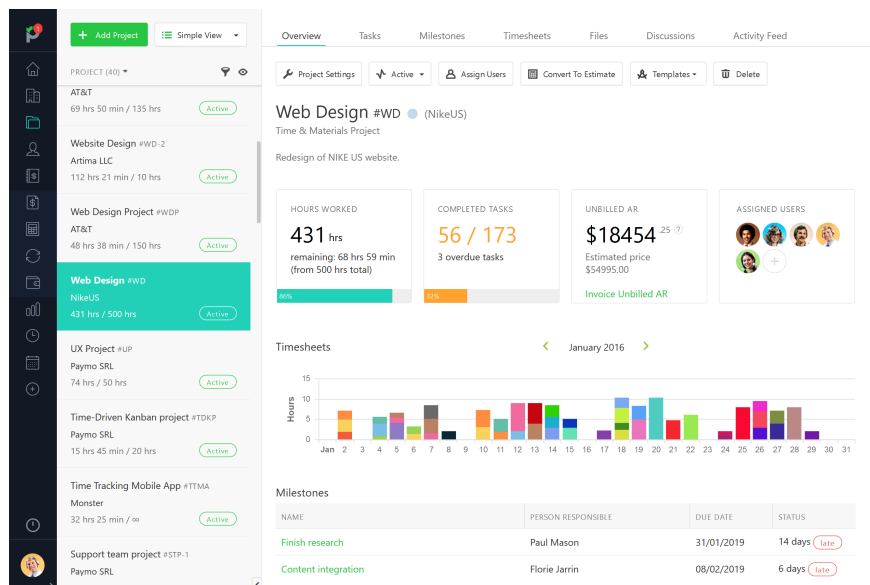 1
Add Project
Simple View
PROJECT (40)
AT&T
69 hrs 50 min / 135 hrs
Active
Website Design #WD-2
Artima LLC
112 hrs 21 min / 10 hrs
Active
Web Design Project #WDP
AT&T
48 hrs 38 min / 150 hrs
Active
Web Design #WD
NikeUS
431 hrs / 500 hrs
Active
UX Project #UP
Paymo SRL
74 hrs / 50 hrs
Active
Time-Driven Kanban project #TDKP
Paymo SRL
15 hrs 45 min / 20 hrs
Active
Time Tracking Mobile App #TTMA
Monster
32 hrs 25 min / ∞
Active
Support team project #STP-1
Paymo SRL
Overview Tasks Milestones Timesheets Files Discussions Activity Feed
Project Settings Active Assign Users Convert To Estimate Templates Delete
Web Design #WD (NikeUS)
Time & Materials Project
Redesign of NIKE US website.
HOURS WORKED
431 hrs
remaining: 68 hrs 59 min
(from 500 hrs total)
86%
COMPLETED TASKS
56 / 173
3 overdue tasks
32%
UNBILLED AR
$18454.25 ?
Estimated price
$54995.00
Invoice Unbilled AR
ASSIGNED USERS
Timesheets
January 2016
Hours
15
10
5
0
Jan 2 3 4 5 6 7 8 9 10 11 12 13 14 15 16 17 18 19 20 21 22 23 24 25 26 27 28 29 30 31
Milestones
NAME PERSON RESPONSIBLE DUE DATE STATUS
Finish research Paul Mason 31/01/2019 14 days late
Content integration Florie Jarrin 08/02/2019 6 days late